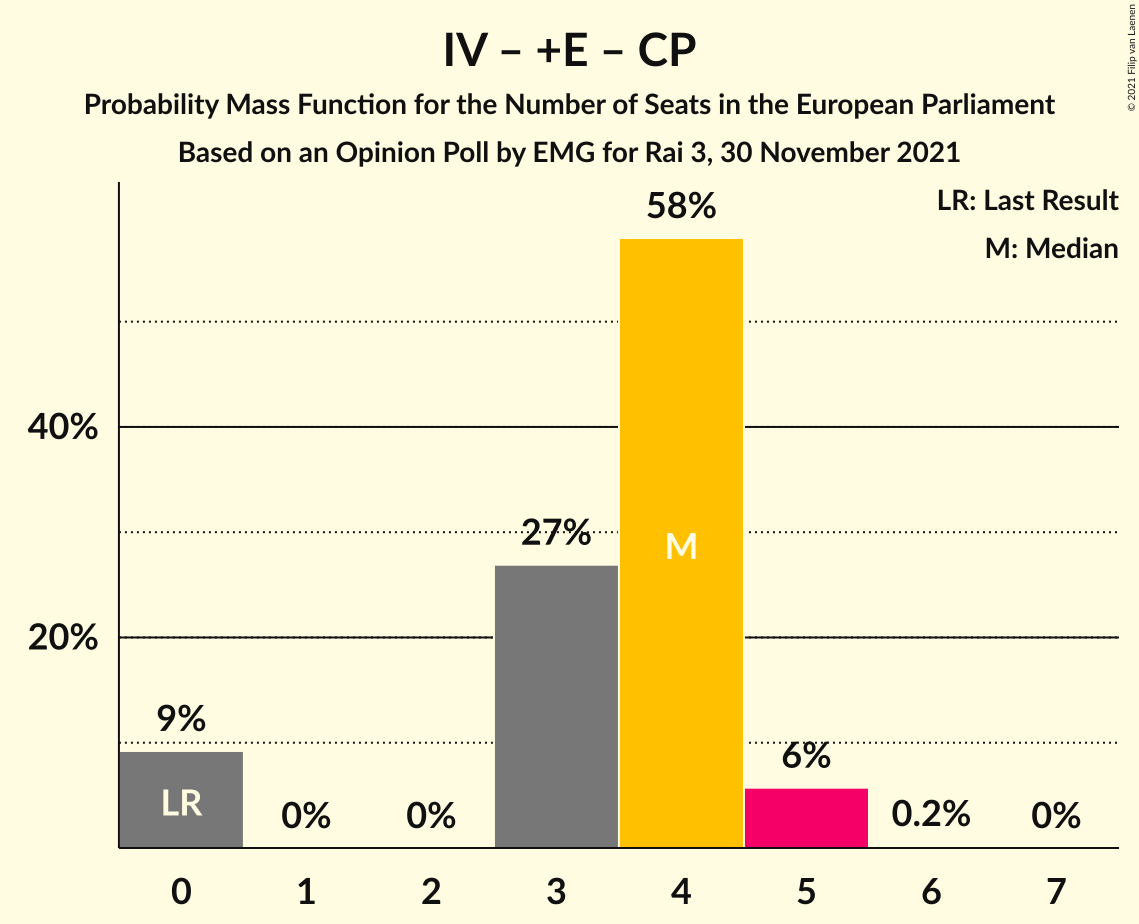 IV – +E – CP
Probability Mass Function for the Number of Seats in the European Parliament
Based on an Opinion Poll by EMG for Rai 3, 30 November 2021
© 2021 Filip van Laenen
LR: Last Result
M: Median
58%
40%
27%
M
20%
9%
6%
LR
0%
0%
0.2%
0%
0 1 2 3 4 5 6 7